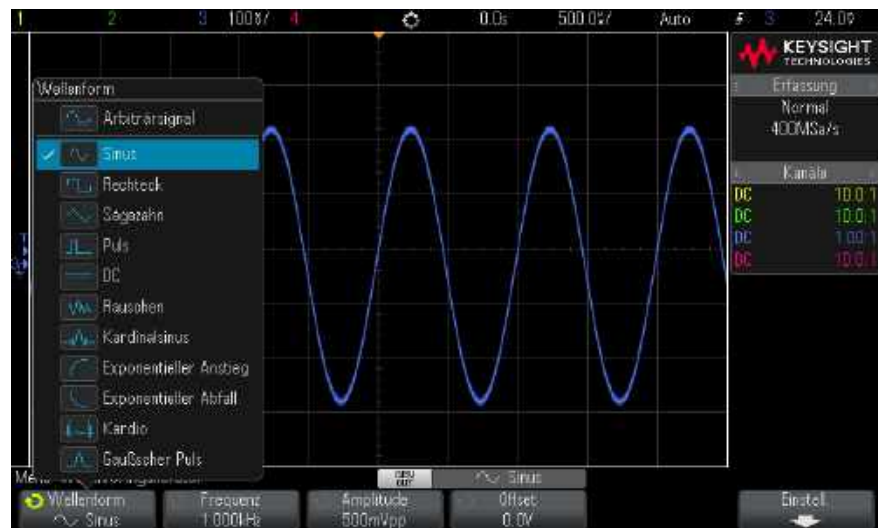 1 2 3 100%/ 4 0.0s 500.0%/ Auto 3 24.0%
KEYSIGHT
TECHNOLOGIES
Erfassung
Normal
400MSa/s
Kanäle
DC 10.0:1
DC 10.0:1
DC 1.00:1
DC 10.0:1
Wellenform
Arbiträrsignal
Sinus
Rechteck
Sägezahn
Puls
DC
Rauschen
Kardinalsinus
Exponentieller Anstieg
Exponentieller Abfall
Kardio
Gaußscher Puls
GEN
OUT
Sinus
Wellenform
Sinus
Frequenz
1.000kHz
Amplitude
500mVpp
Offset
0.0V
Einstell.